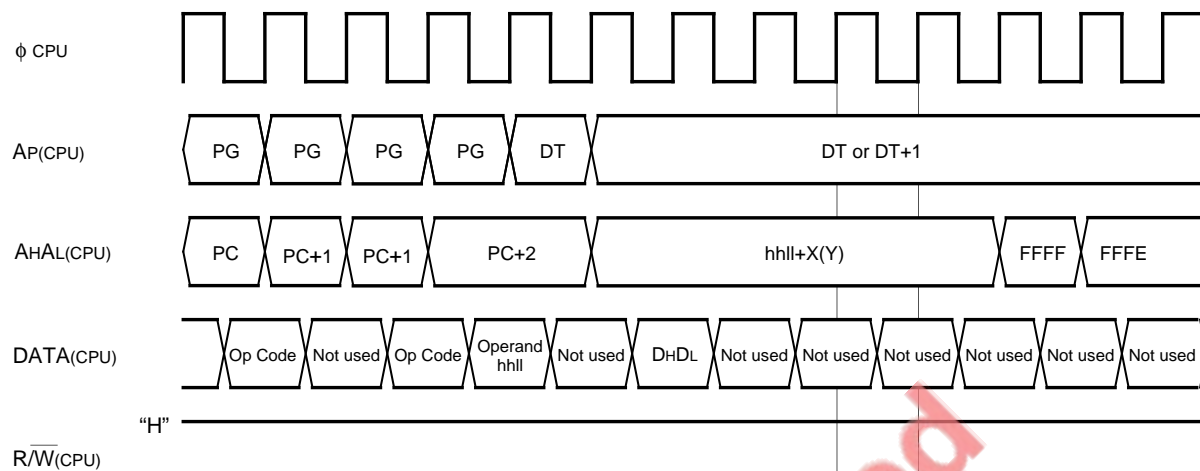 ϕ CPU
AP(CPU) PG PG PG PG DT DT or DT+1
AHAL(CPU) PC PC+1 PC+1 PC+2 hhll+X(Y) FFFF FFFE
DATA(CPU) Op Code Not used Op Code Operand hhll Not used DHDL Not used Not used Not used Not used Not used Not used
“H”
R/W(CPU)